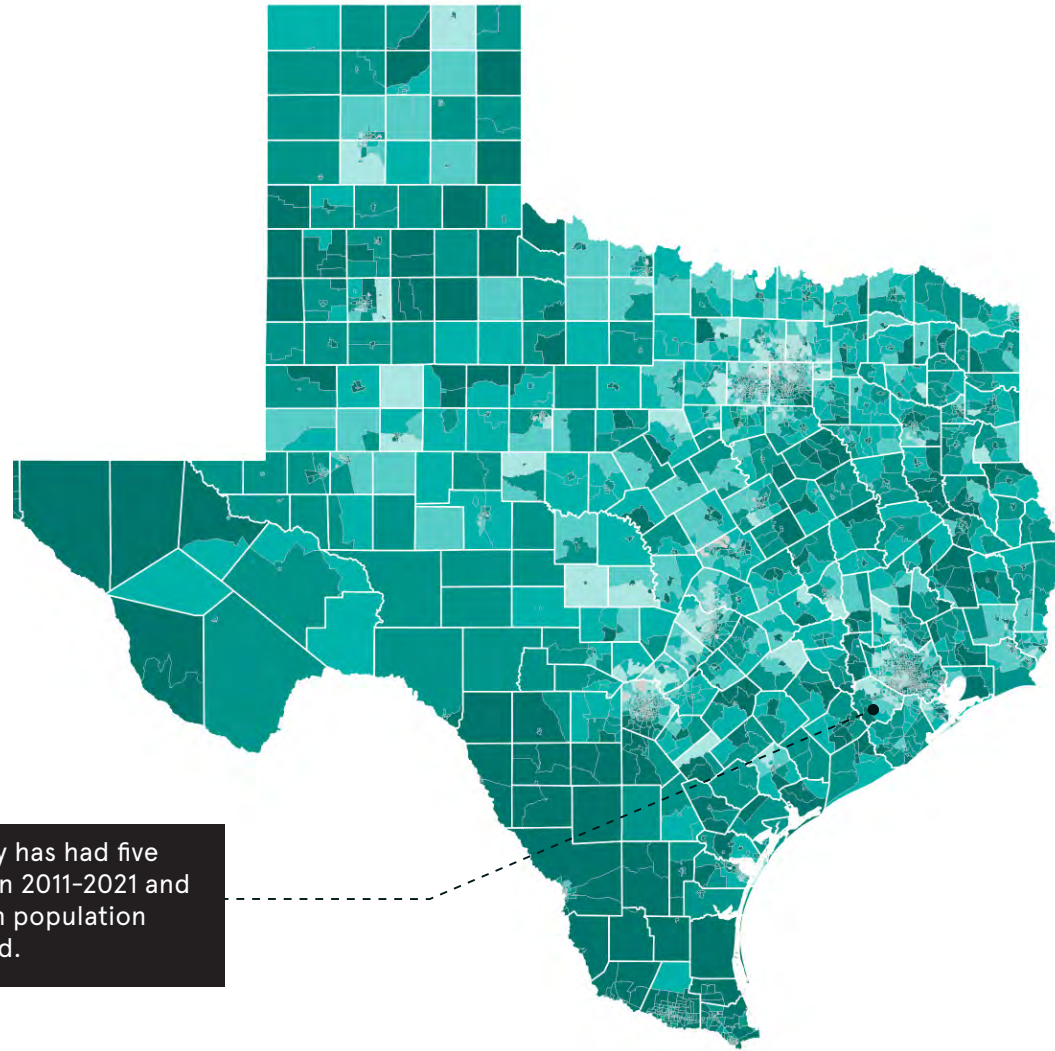 y has had five
n 2011-2021 and
n population
d.